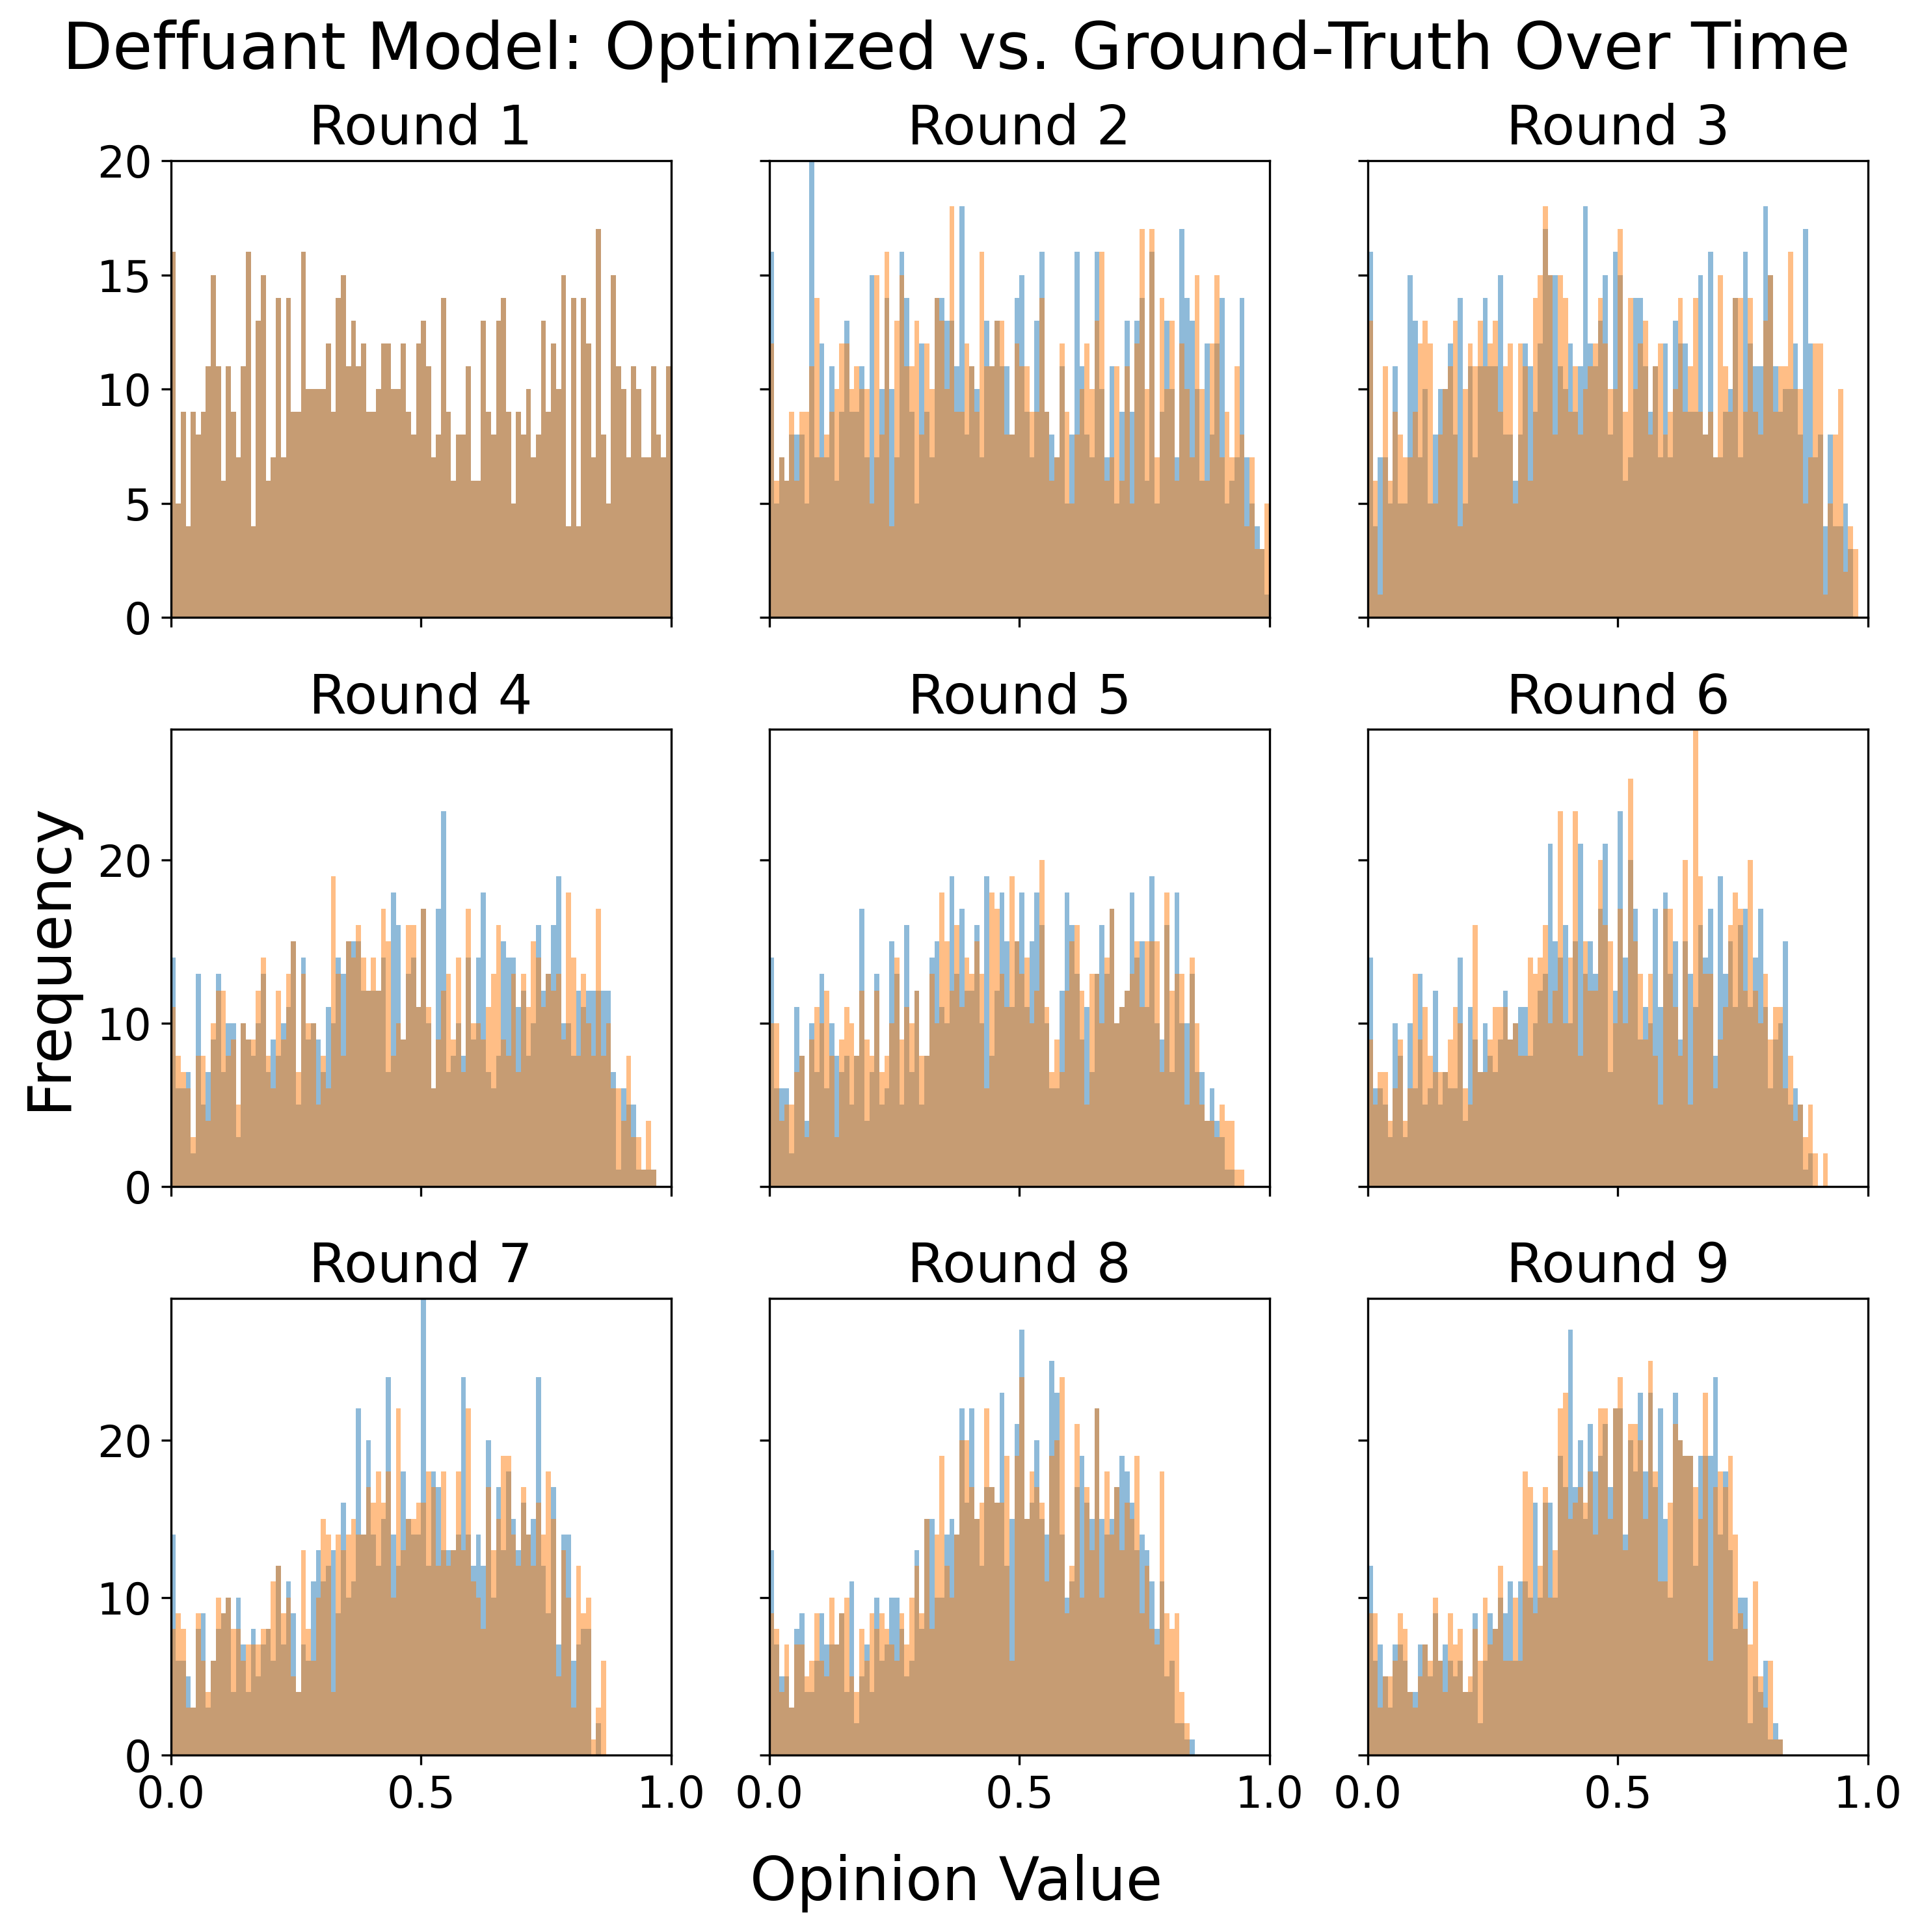 Deffuant Model: Optimized vs. Ground-Truth Over Time
Round 1
Round 2
Round 3
20
15
10
5
0
Round 4
Round 5
Round 6
Frequency
20
10
0
Round 7
Round 8
Round 9
20
10
0
0.0 0.5 1.0 0.0 0.5 1.0 0.0 0.5 1.0
Opinion Value